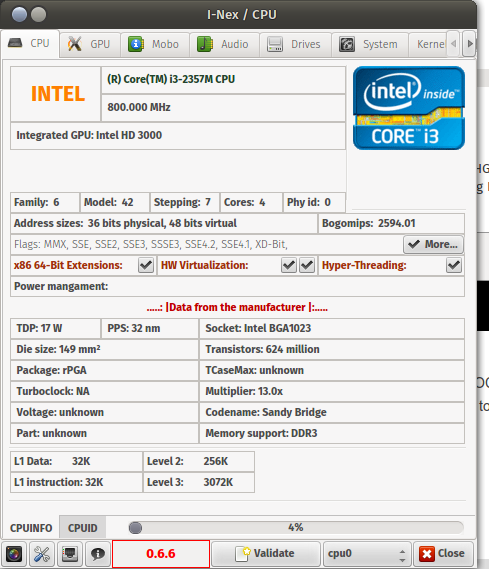 I-Nex / CPU
CPU GPU Mobo Audio Drives System Kernel
INTEL
(R) Core(TM) i3-2357M CPU
800.000 MHz
Integrated GPU: Intel HD 3000
intel inside™
CORE™ i3
Family: 6 Model: 42 Stepping: 7 Cores: 4 Phy id: 0
Address sizes: 36 bits physical, 48 bits virtual Bogomips: 2594.01
Flags: MMX, SSE, SSE2, SSE3, SSSE3, SSE4.2, SSE4.1, XD-Bit, More...
x86 64-Bit Extensions: HW Virtualization: Hyper-Threading:
Power mangament:
.....: |Data from the manufacturer |:.....
TDP: 17 W PPS: 32 nm Socket: Intel BGA1023
Die size: 149 mm² Transistors: 624 million
Package: rPGA TCaseMax: unknown
Turboclock: NA Multiplier: 13.0x
Voltage: unknown Codename: Sandy Bridge
Part: unknown Memory support: DDR3
L1 Data: 32K Level 2: 256K
L1 instruction: 32K Level 3: 3072K
CPUINFO CPUID 4%
0.6.6 Validate cpu0 Close